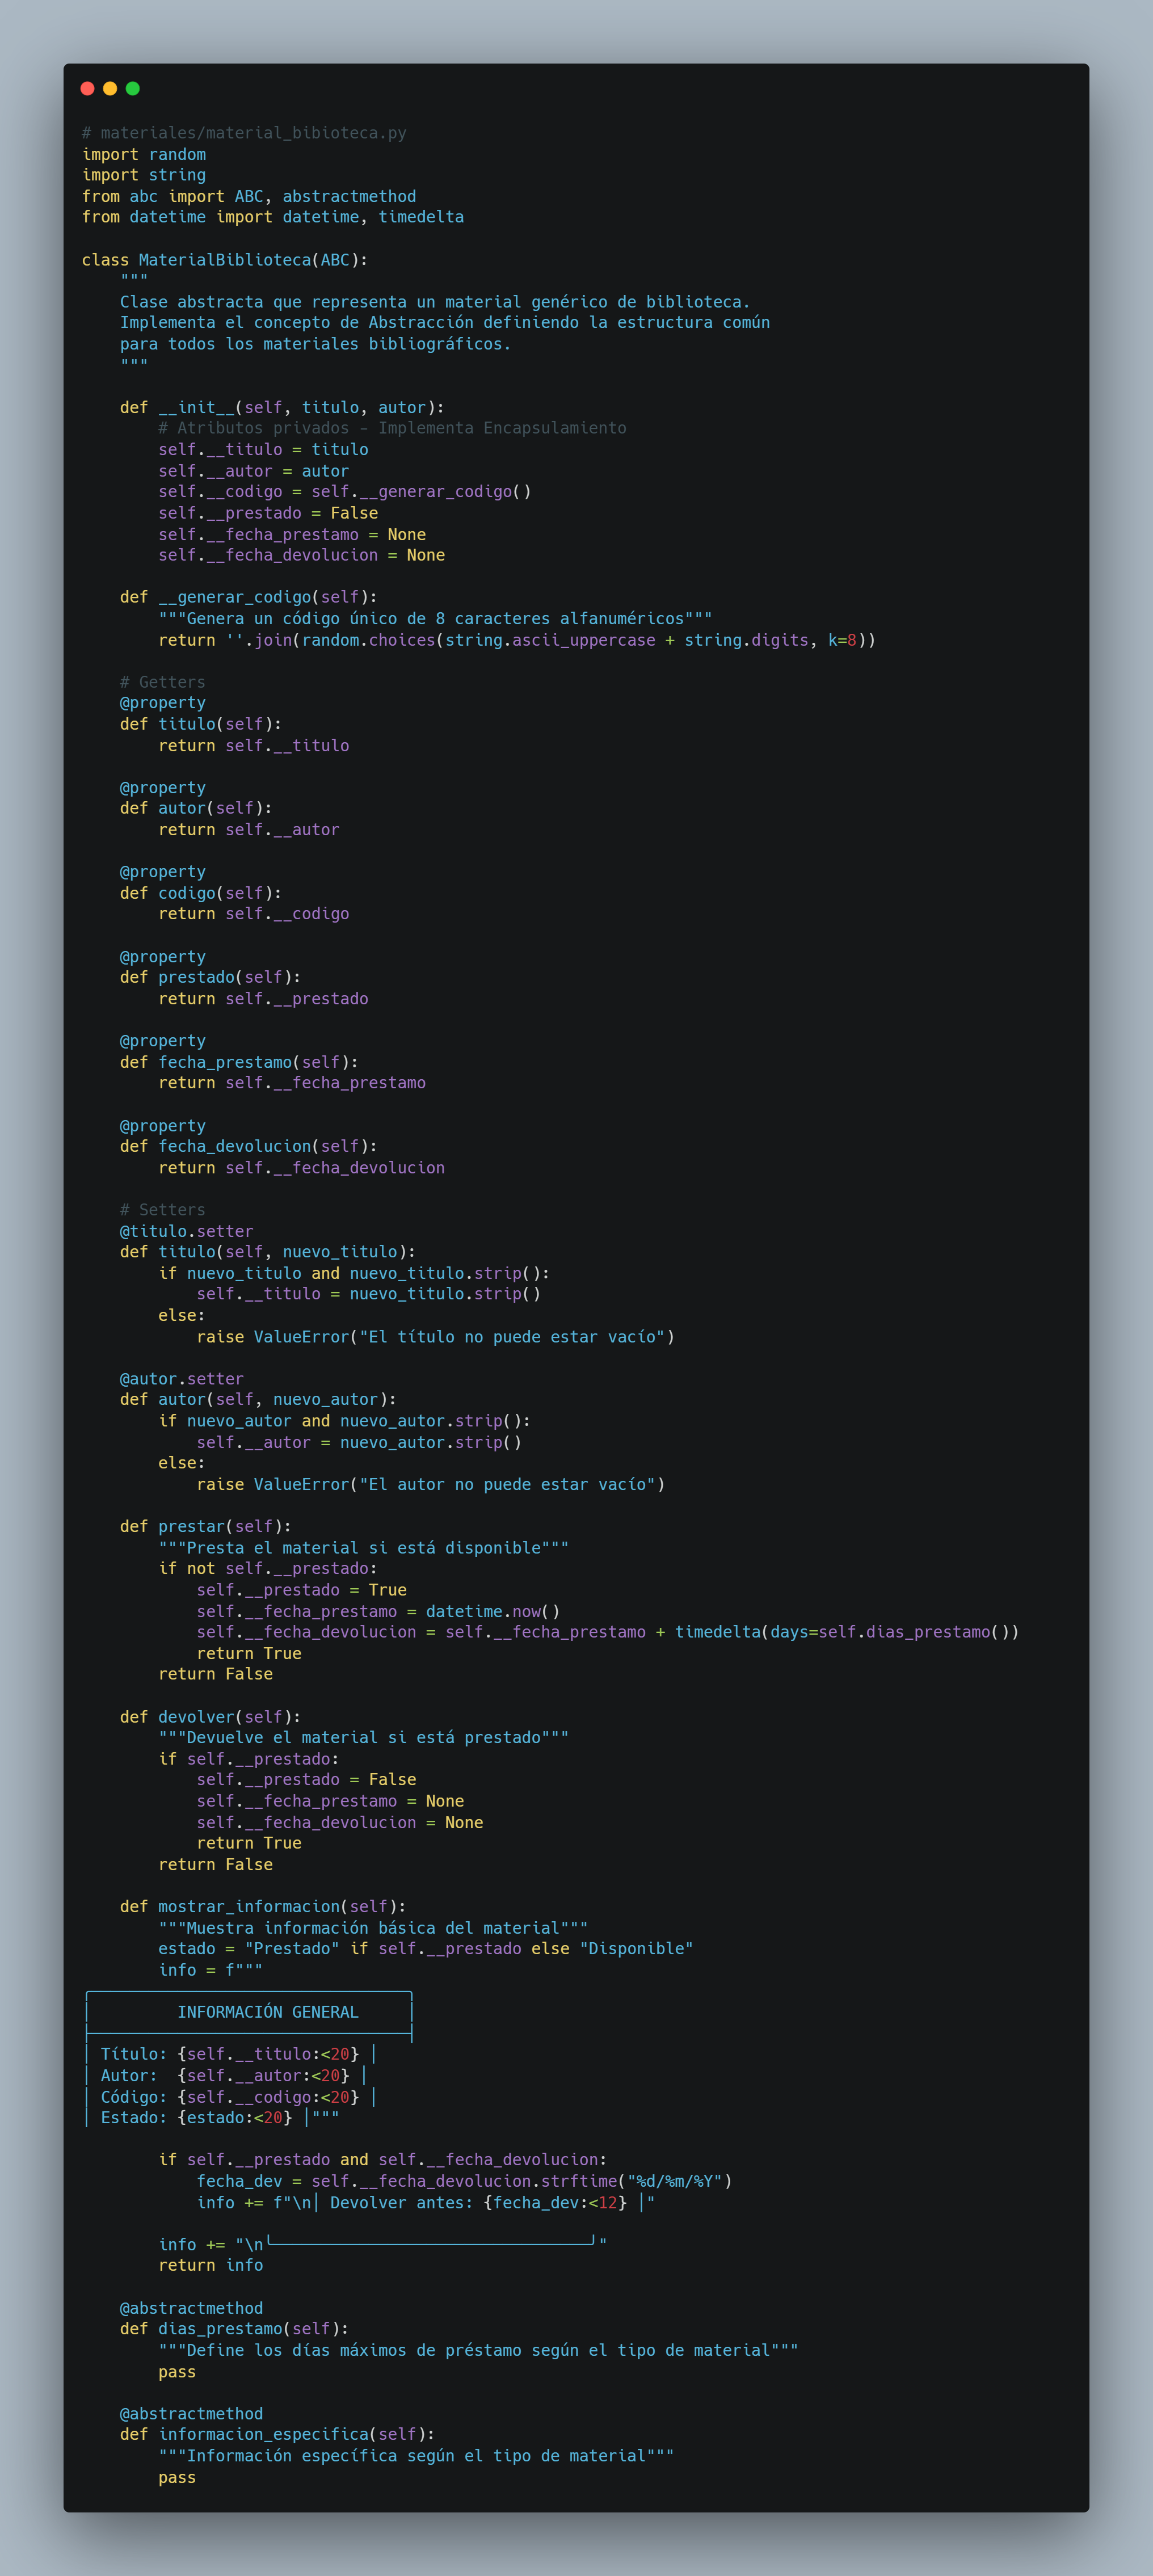 # materiales/material_bibioteca.py
import random
import string
from abc import ABC, abstractmethod
from datetime import datetime, timedelta

class MaterialBiblioteca(ABC):
    """
    Clase abstracta que representa un material genérico de biblioteca.
    Implementa el concepto de Abstracción definiendo la estructura común
    para todos los materiales bibliográficos.
    """

    def __init__(self, titulo, autor):
        # Atributos privados - Implementa Encapsulamiento
        self.__titulo = titulo
        self.__autor = autor
        self.__codigo = self.__generar_codigo()
        self.__prestado = False
        self.__fecha_prestamo = None
        self.__fecha_devolucion = None

    def __generar_codigo(self):
        """Genera un código único de 8 caracteres alfanuméricos"""
        return ''.join(random.choices(string.ascii_uppercase + string.digits, k=8))

    # Getters
    @property
    def titulo(self):
        return self.__titulo

    @property
    def autor(self):
        return self.__autor

    @property
    def codigo(self):
        return self.__codigo

    @property
    def prestado(self):
        return self.__prestado

    @property
    def fecha_prestamo(self):
        return self.__fecha_prestamo

    @property
    def fecha_devolucion(self):
        return self.__fecha_devolucion

    # Setters
    @titulo.setter
    def titulo(self, nuevo_titulo):
        if nuevo_titulo and nuevo_titulo.strip():
            self.__titulo = nuevo_titulo.strip()
        else:
            raise ValueError("El título no puede estar vacío")

    @autor.setter
    def autor(self, nuevo_autor):
        if nuevo_autor and nuevo_autor.strip():
            self.__autor = nuevo_autor.strip()
        else:
            raise ValueError("El autor no puede estar vacío")

    def prestar(self):
        """Presta el material si está disponible"""
        if not self.__prestado:
            self.__prestado = True
            self.__fecha_prestamo = datetime.now()
            self.__fecha_devolucion = self.__fecha_prestamo + timedelta(days=self.dias_prestamo())
            return True
        return False

    def devolver(self):
        """Devuelve el material si está prestado"""
        if self.__prestado:
            self.__prestado = False
            self.__fecha_prestamo = None
            self.__fecha_devolucion = None
            return True
        return False

    def mostrar_informacion(self):
        """Muestra información básica del material"""
        estado = "Prestado" if self.__prestado else "Disponible"
        info = f"""
╭─────────────────────────────────╮
│         INFORMACIÓN GENERAL     │
├─────────────────────────────────┤
│ Título: {self.__titulo:<20} │
│ Autor:  {self.__autor:<20} │
│ Código: {self.__codigo:<20} │
│ Estado: {estado:<20} │"""

        if self.__prestado and self.__fecha_devolucion:
            fecha_dev = self.__fecha_devolucion.strftime("%d/%m/%Y")
            info += f"\n│ Devolver antes: {fecha_dev:<12} │"

        info += "\n╰─────────────────────────────────╯"
        return info

    @abstractmethod
    def dias_prestamo(self):
        """Define los días máximos de préstamo según el tipo de material"""
        pass

    @abstractmethod
    def informacion_especifica(self):
        """Información específica según el tipo de material"""
        pass